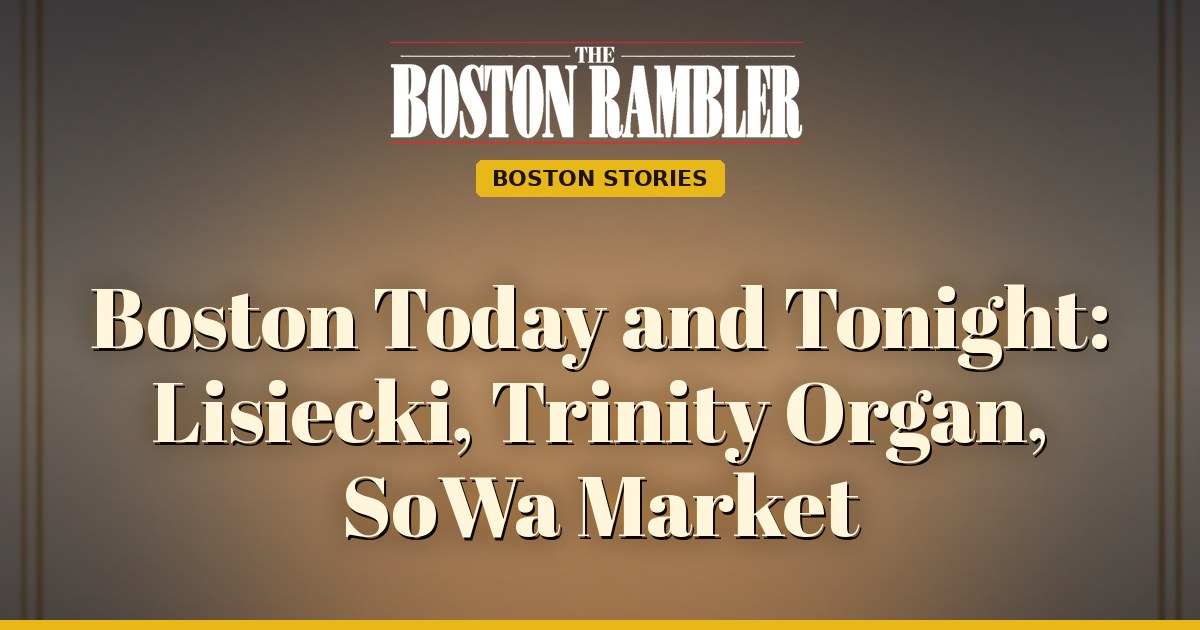 THE
BOSTON RAMBLER
BOSTON STORIES
Boston Today and Tonight:
Lisiecki, Trinity Organ,
SoWa Market